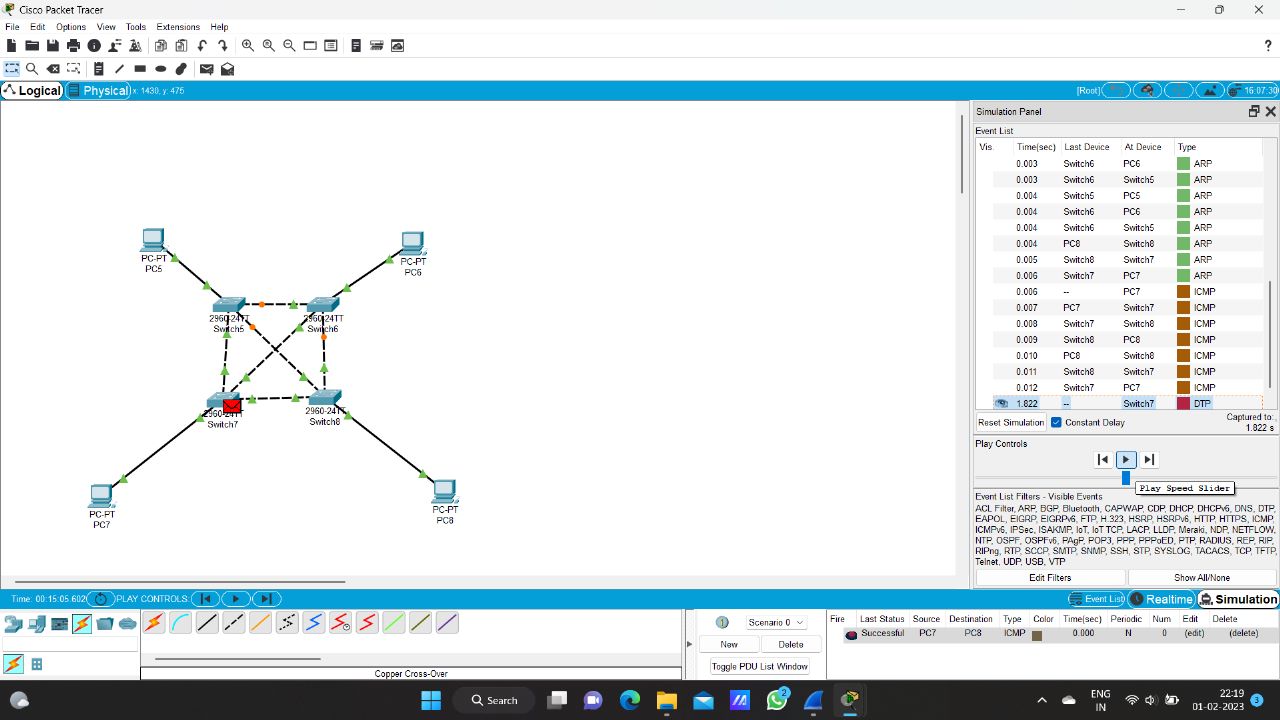 Cisco Packet Tracer
File Edit Options View Tools Extensions Help
?
Logical Physical x: 1430, y: 475 [Root] 16:07:30
PC-PT
PC5
PC-PT
PC6
2960-24TT
Switch5
2960-24TT
Switch6
2960-24TT
Switch7
2960-24TT
Switch8
PC-PT
PC7
PC-PT
PC8
Simulation Panel
Event List
Vis. Time(sec) Last Device At Device Type
0.003 Switch6 PC6 ARP
0.003 Switch6 Switch5 ARP
0.004 Switch5 PC5 ARP
0.004 Switch6 PC6 ARP
0.004 Switch6 Switch5 ARP
0.004 PC8 Switch8 ARP
0.005 Switch8 Switch7 ARP
0.006 Switch7 PC7 ARP
0.006 -- PC7 ICMP
0.007 PC7 Switch7 ICMP
0.008 Switch7 Switch8 ICMP
0.009 Switch8 PC8 ICMP
0.010 PC8 Switch8 ICMP
0.011 Switch8 Switch7 ICMP
0.012 Switch7 PC7 ICMP
1.822 -- Switch7 DTP
Reset Simulation Constant Delay Captured to:
1.822 s
Play Controls
Play Speed Slider
Event List Filters - Visible Events
ACL Filter, ARP, BGP, Bluetooth, CAPWAP, CDP, DHCP, DHCPv6, DNS, DTP,
EAPOL, EIGRP, EIGRPv6, FTP, H.323, HSRP, HSRPv6, HTTP, HTTPS, ICMP,
ICMPv6, IPSec, ISAKMP, IoT, IoT TCP, LACP, LLDP, Meraki, NDP, NETFLOW,
NTP, OSPF, OSPFv6, PAgP, POP3, PPP, PPPoED, PTP, RADIUS, REP, RIP,
RIPng, RTP, SCCP, SMTP, SNMP, SSH, STP, SYSLOG, TACACS, TCP, TFTP,
Telnet, UDP, USB, VTP
Edit Filters Show All/None
Time: 00:15:05.602 PLAY CONTROLS: Event List Realtime Simulation
Copper Cross-Over
Scenario 0
New Delete
Toggle PDU List Window
Fire Last Status Source Destination Type Color Time(sec) Periodic Num Edit Delete
Successful PC7 PC8 ICMP 0.000 N 0 (edit) (delete)
Search
2
ENG
IN
22:19
01-02-2023
3